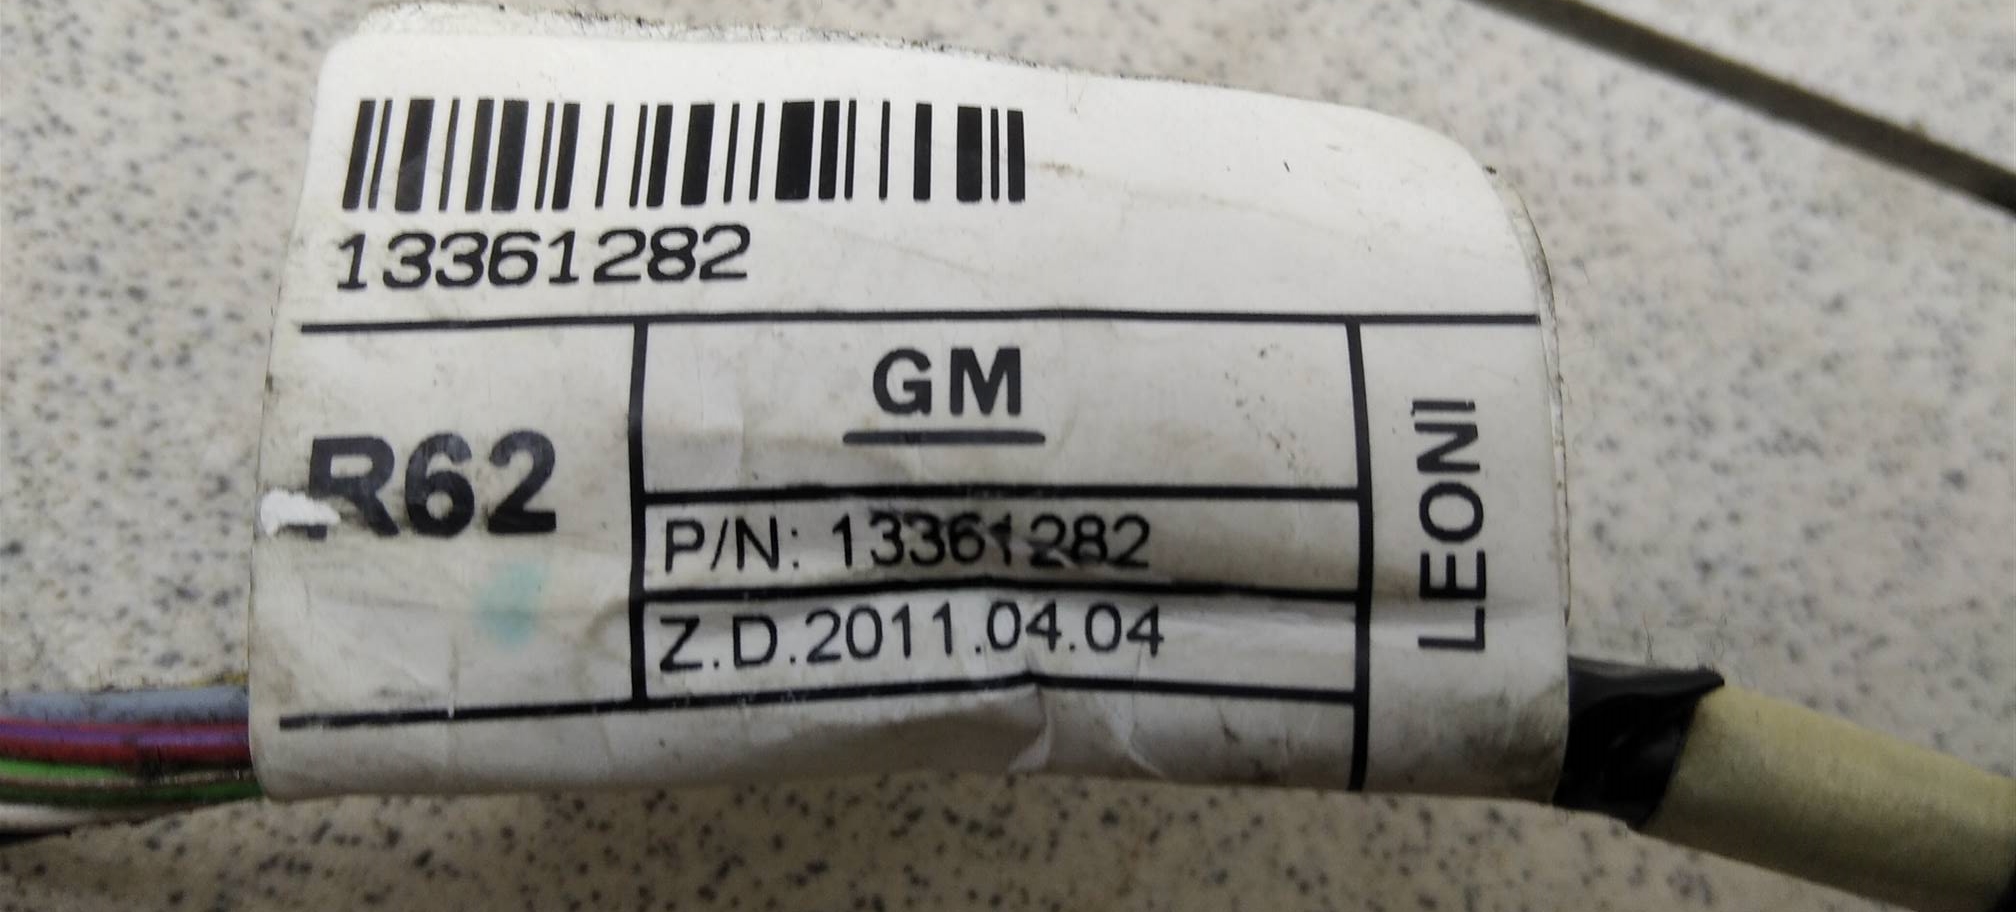 13361282
R62
GM
P/N: 13361282
Z.D.2011.04.04
LEONI